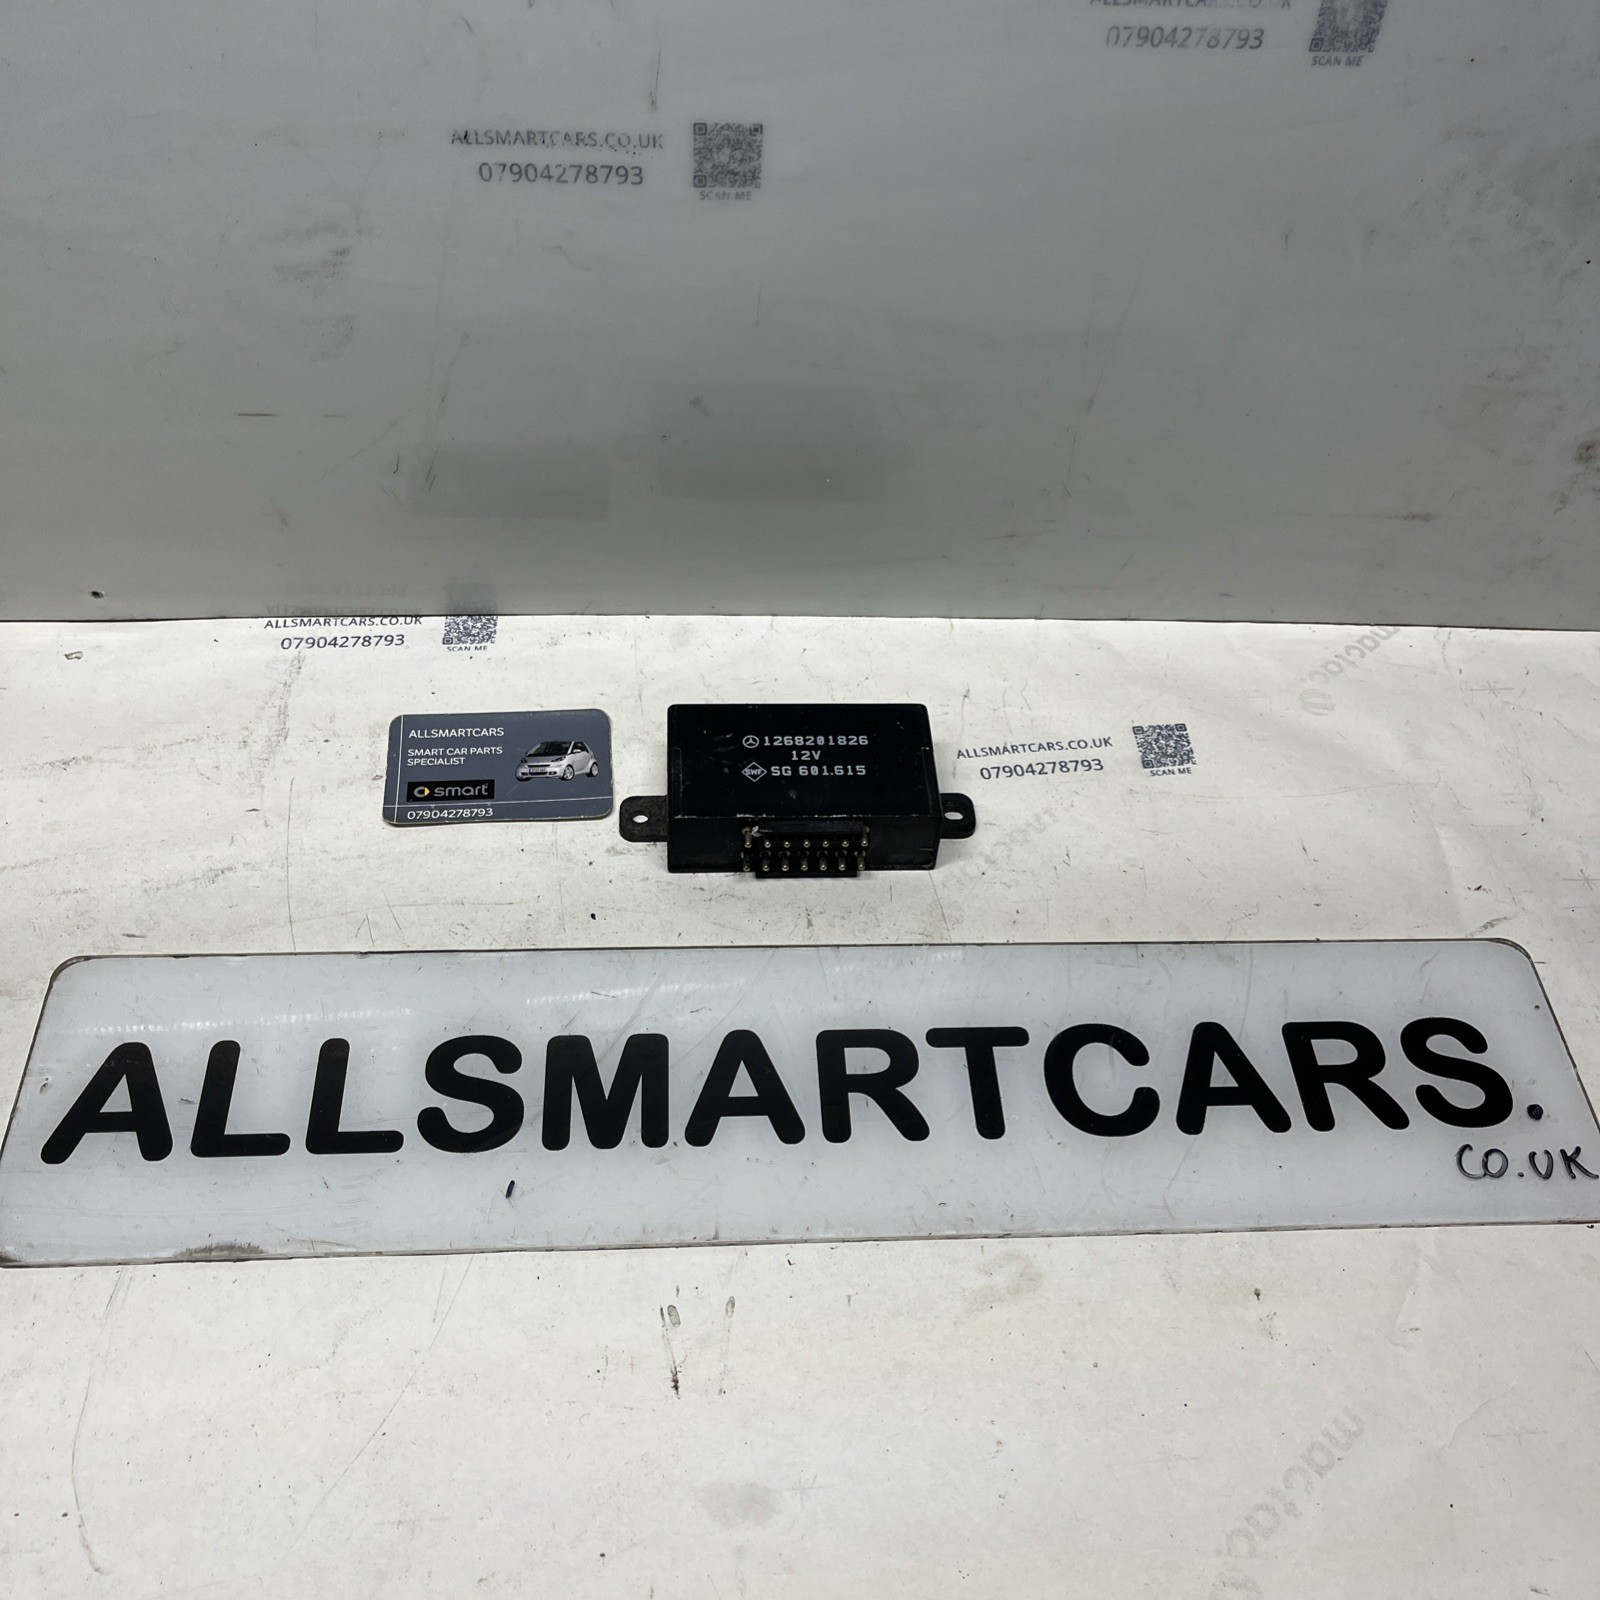 ALLSMARTCARS.CO.UK
07904278793
SCAN ME
ALLSMARTCARS.CO.UK
07904278793
SCAN ME
ALLSMARTCARS.CO.UK
07904278793
SCAN ME
ALLSMARTCARS
SMART CAR PARTS
SPECIALIST
smart
07904278793
1268201826
12V
SWF SG 601.615
ALLSMARTCARS.CO.UK
07904278793
SCAN ME
ALLSMARTCARS.
CO.UK